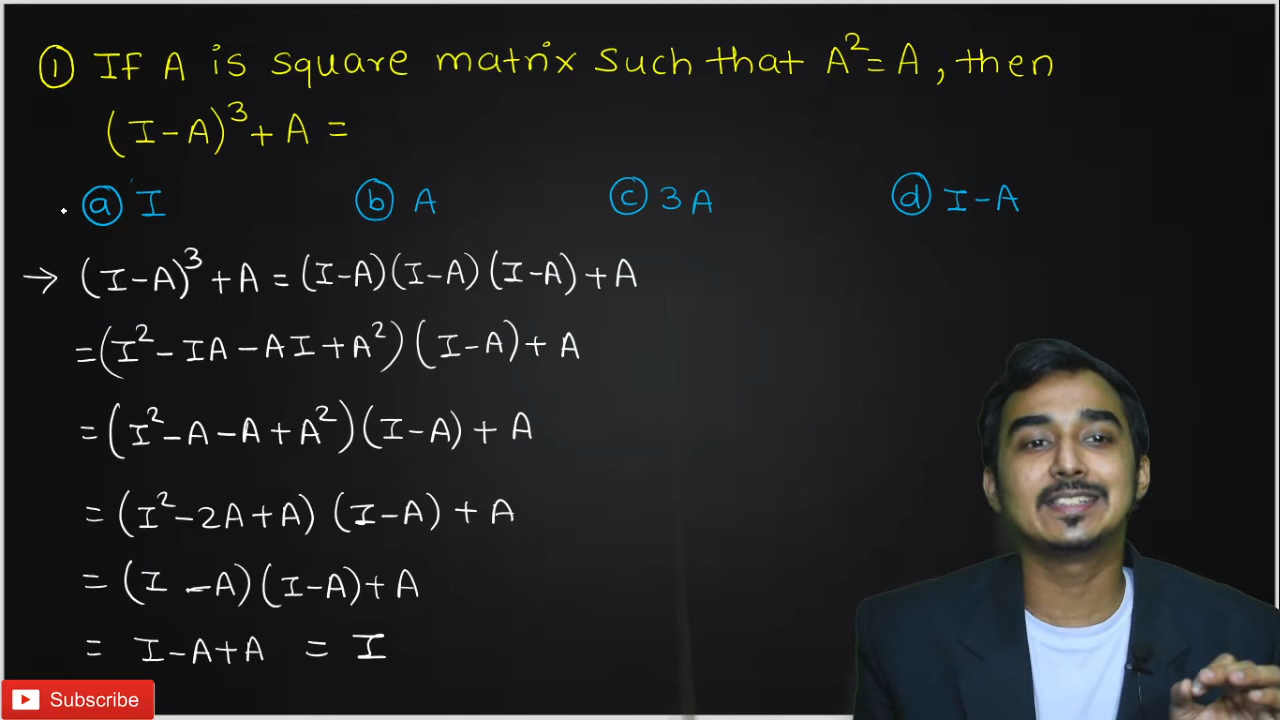 ① If A is square matrix such that A² = A, then
(I-A)³ + A =
ⓐ I ⓑ A ⓒ 3A ⓓ I-A
→ (I-A)³ + A = (I-A)(I-A)(I-A) + A
= (I² - IA - AI + A²)(I-A) + A
= (I² - A - A + A²)(I-A) + A
= (I² - 2A + A)(I-A) + A
= (I - A)(I-A) + A
= I - A + A = I
Subscribe